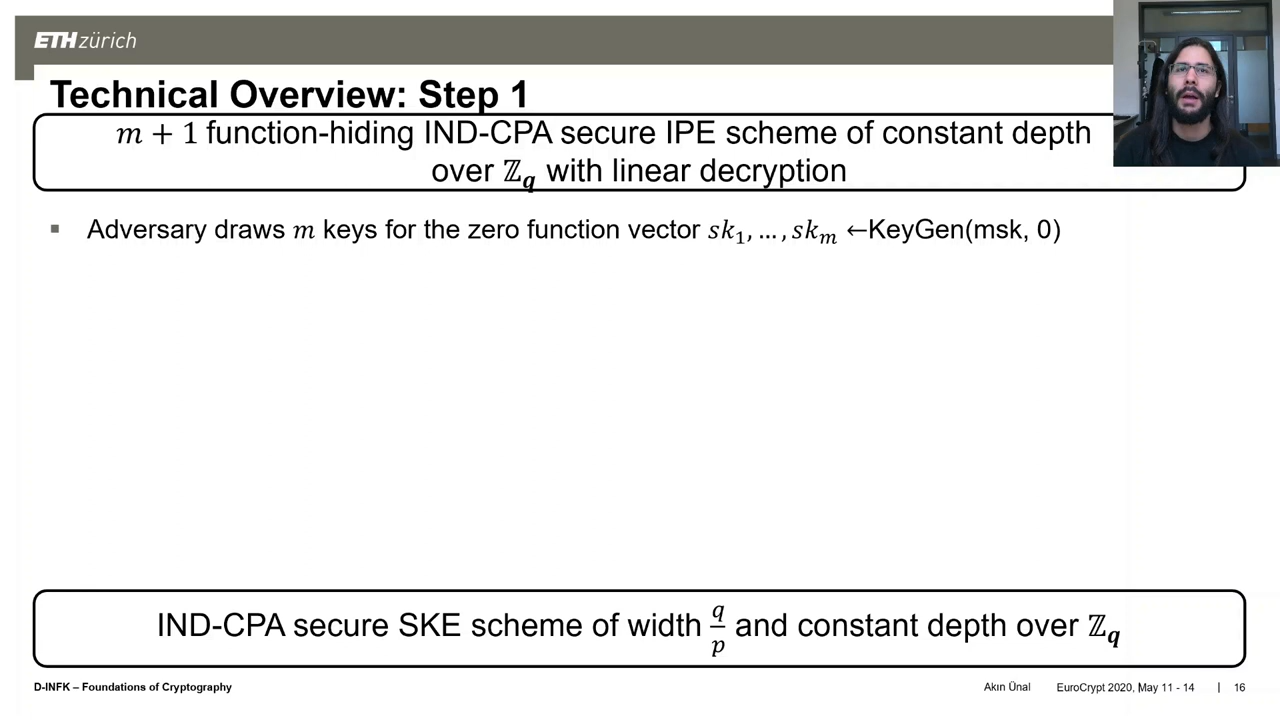 ETH zürich
Technical Overview: Step 1
m + 1 function-hiding IND-CPA secure IPE scheme of constant depth
over ℤ_q with linear decryption
▪ Adversary draws m keys for the zero function vector sk₁, … , sk_m ←KeyGen(msk, 0)
IND-CPA secure SKE scheme of width q/p and constant depth over ℤ_q
D-INFK – Foundations of Cryptography
Akın Ünal
EuroCrypt 2020, May 11 - 14
| 16